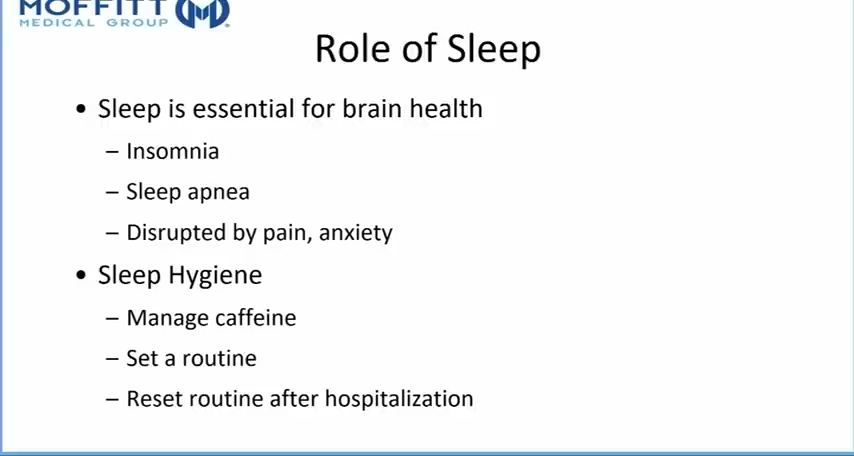 MOFFITT
MEDICAL GROUP
Role of Sleep
• Sleep is essential for brain health
– Insomnia
– Sleep apnea
– Disrupted by pain, anxiety
• Sleep Hygiene
– Manage caffeine
– Set a routine
– Reset routine after hospitalization